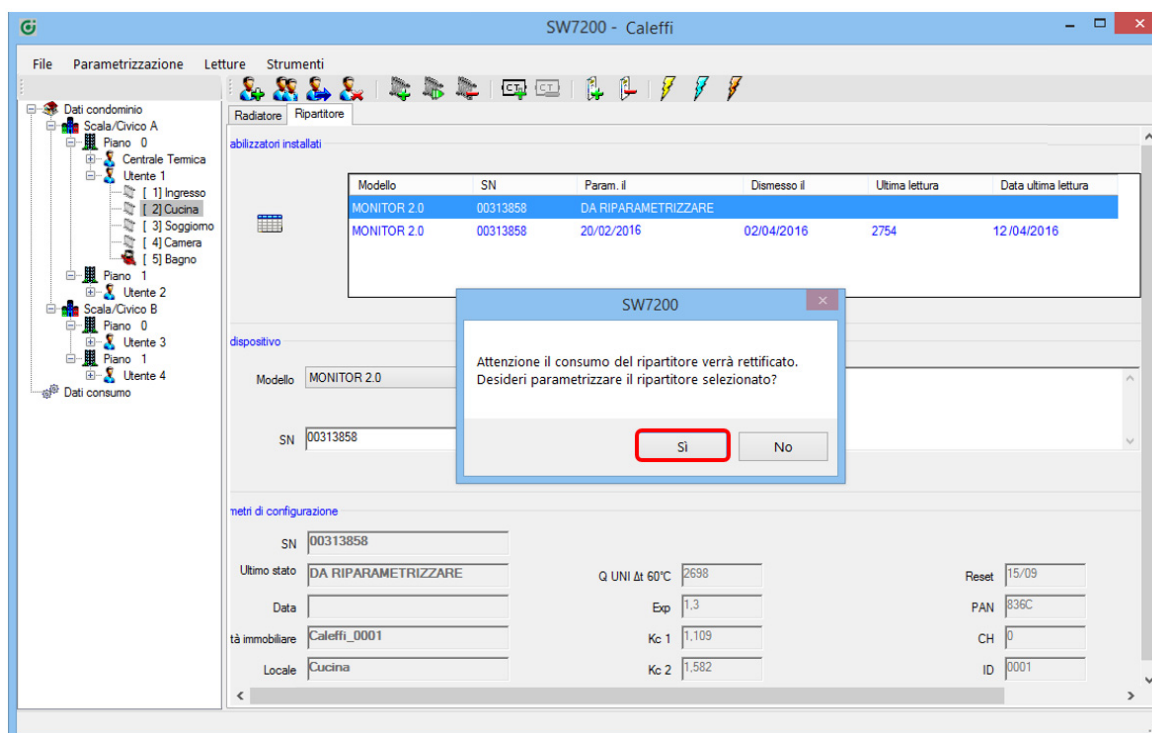 SW7200 - Caleffi
File Parametrizzazione Letture Strumenti
CT CT
Dati condominio
Scala/Civico A
Piano 0
Centrale Termica
Utente 1
[ 1] Ingresso
[ 2] Cucina
[ 3] Soggiorno
[ 4] Camera
[ 5] Bagno
Piano 1
Utente 2
Scala/Civico B
Piano 0
Utente 3
Piano 1
Utente 4
Dati consumo
Radiatore Ripartitore
abilizzatori installati
Modello SN Param. il Dismesso il Ultima lettura Data ultima lettura
MONITOR 2.0 00313858 DA RIPARAMETRIZZARE
MONITOR 2.0 00313858 20/02/2016 02/04/2016 2754 12/04/2016
dispositivo
Modello MONITOR 2.0
SN 00313858
SW7200
Attenzione il consumo del ripartitore verrà rettificato.
Desideri parametrizzare il ripartitore selezionato?
Sì No
metri di configurazione
SN 00313858
Ultimo stato DA RIPARAMETRIZZARE Q UNI Δt 60°C 2698 Reset 15/09
Data Exp 1,3 PAN 836C
tà immobiliare Caleffi_0001 Kc 1 1,109 CH 0
Locale Cucina Kc 2 1,582 ID 0001